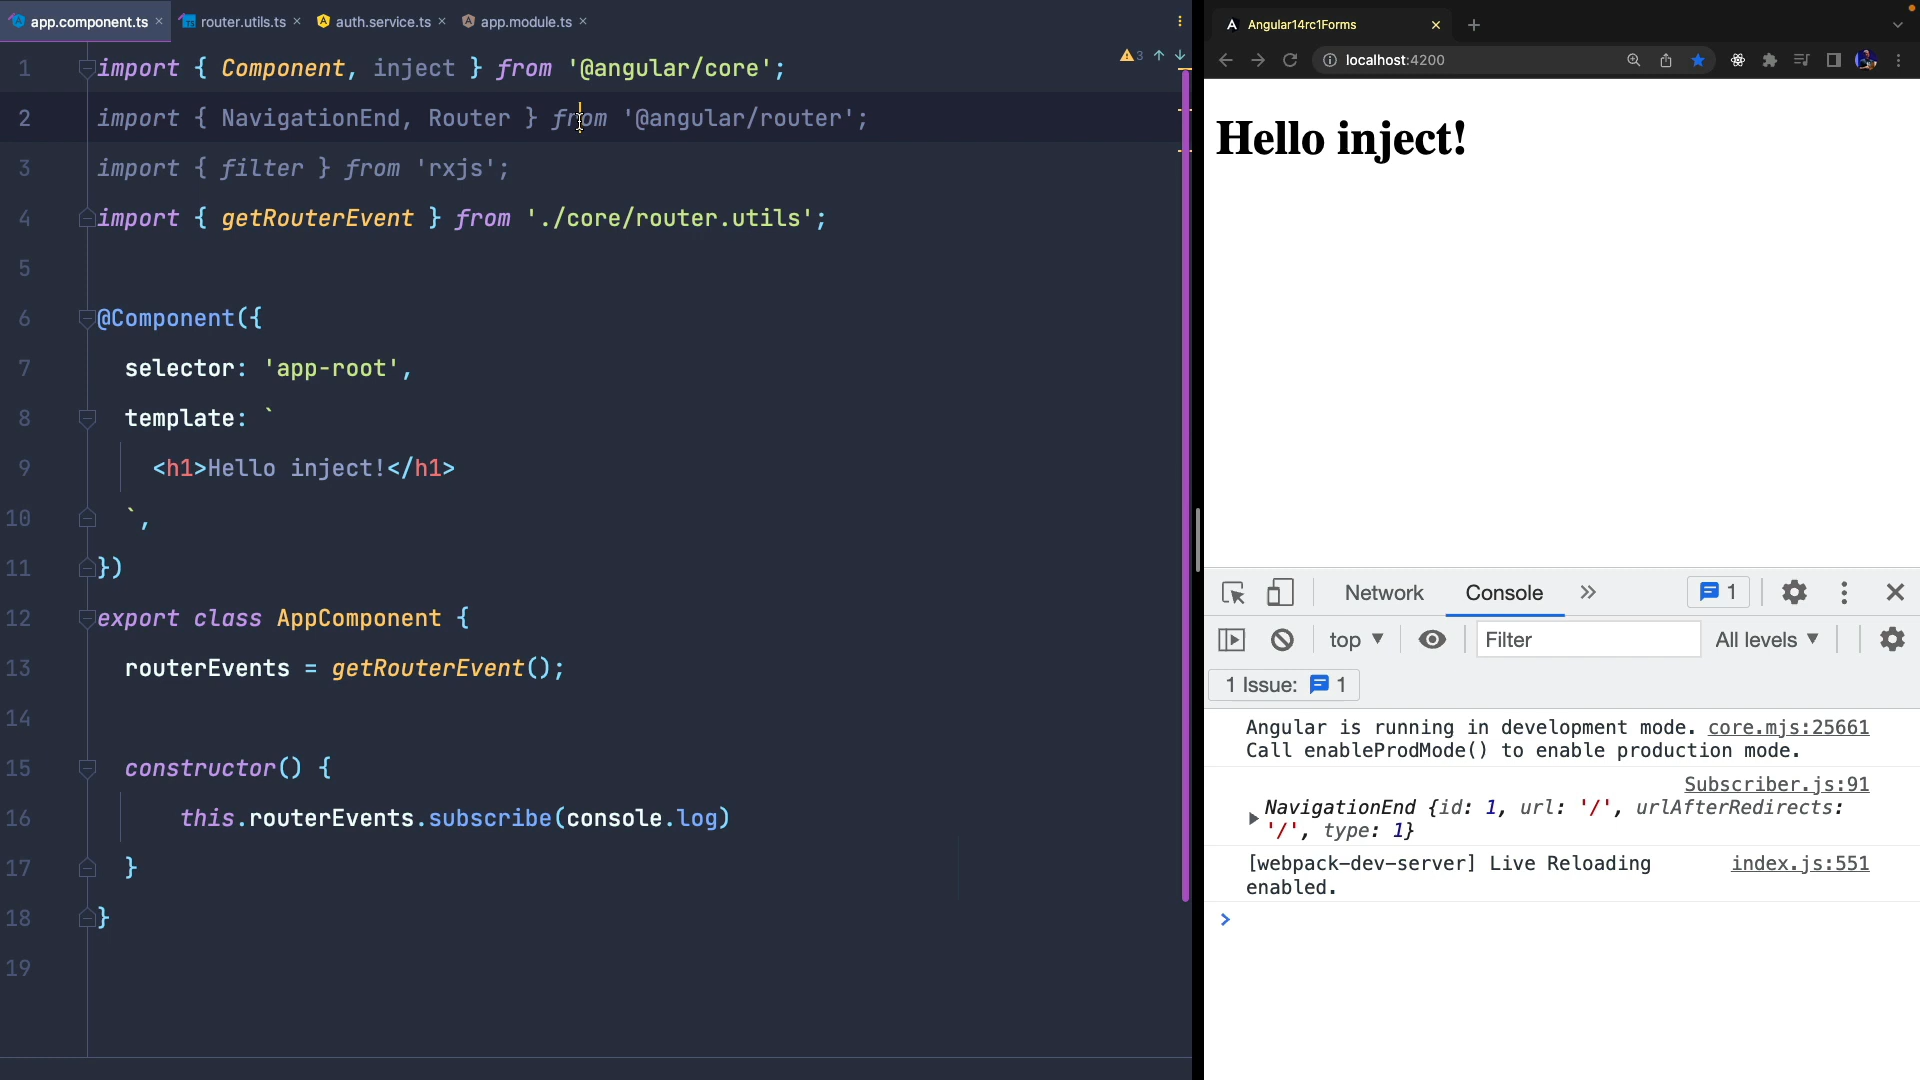 app.component.ts
router.utils.ts
auth.service.ts
app.module.ts
3
1 import { Component, inject } from '@angular/core';
2 import { NavigationEnd, Router } from '@angular/router';
3 import { filter } from 'rxjs';
4 import { getRouterEvent } from './core/router.utils';
5
6 @Component({
7 selector: 'app-root',
8 template: `
9 <h1>Hello inject!</h1>
10 `,
11 })
12 export class AppComponent {
13 routerEvents = getRouterEvent();
14
15 constructor() {
16 this.routerEvents.subscribe(console.log)
17 }
18 }
19
Angular14rc1Forms
localhost:4200
Hello inject!
Network Console 1
top Filter All levels
1 Issue: 1
Angular is running in development mode. core.mjs:25661
Call enableProdMode() to enable production mode.
Subscriber.js:91
NavigationEnd {id: 1, url: '/', urlAfterRedirects:
'/', type: 1}
[webpack-dev-server] Live Reloading index.js:551
enabled.